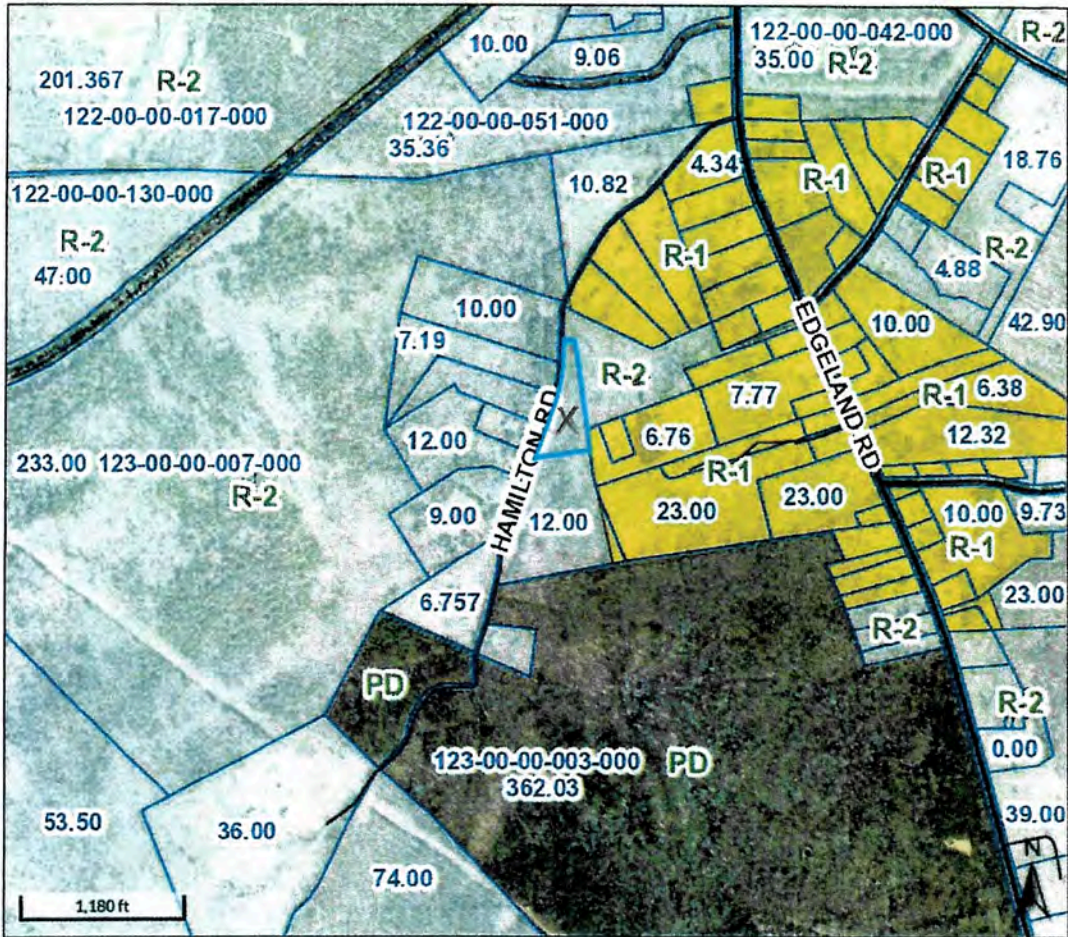 10.00
122-00-00-042-000
R-2
9.06
35.00 R-2
201.367 R-2
122-00-00-017-000
122-00-00-051-000
35.36
18.76
4.34
10.82
R-1
R-1
122-00-00-130-000
R-2
47.00
R-1
R-2
4.88
10.00
7.19
10.00
42.90
EDGELAND RD
R-2
HAMILTON RD
X
7.77
R-1
6.38
12.00
6.76
12.32
233.00 123-00-00-007-000
R-2
R-1
9.00
12.00
23.00
23.00
10.00
9.73
R-1
6.757
23.00
R-2
PD
R-2
123-00-00-003-000
362.03
PD
0.00
53.50
36.00
39.00
N
74.00
1,180 ft